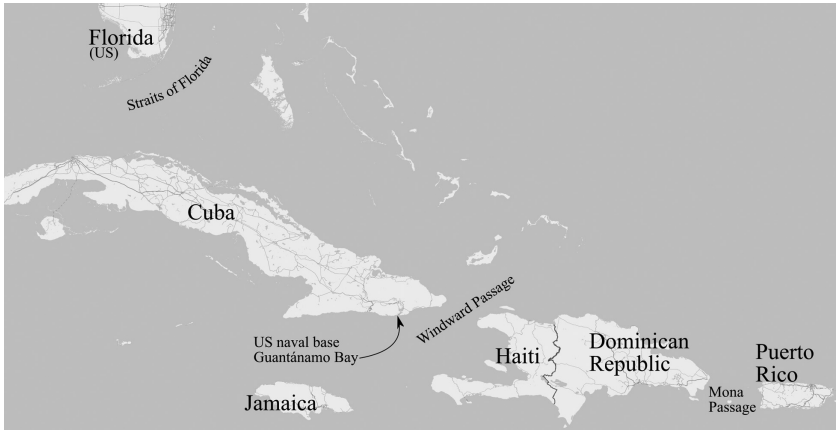 Florida
(US)
Straits of Florida
Cuba
Windward Passage
US naval base
Guantánamo Bay
Haiti
Dominican
Republic
Puerto
Rico
Mona
Passage
Jamaica